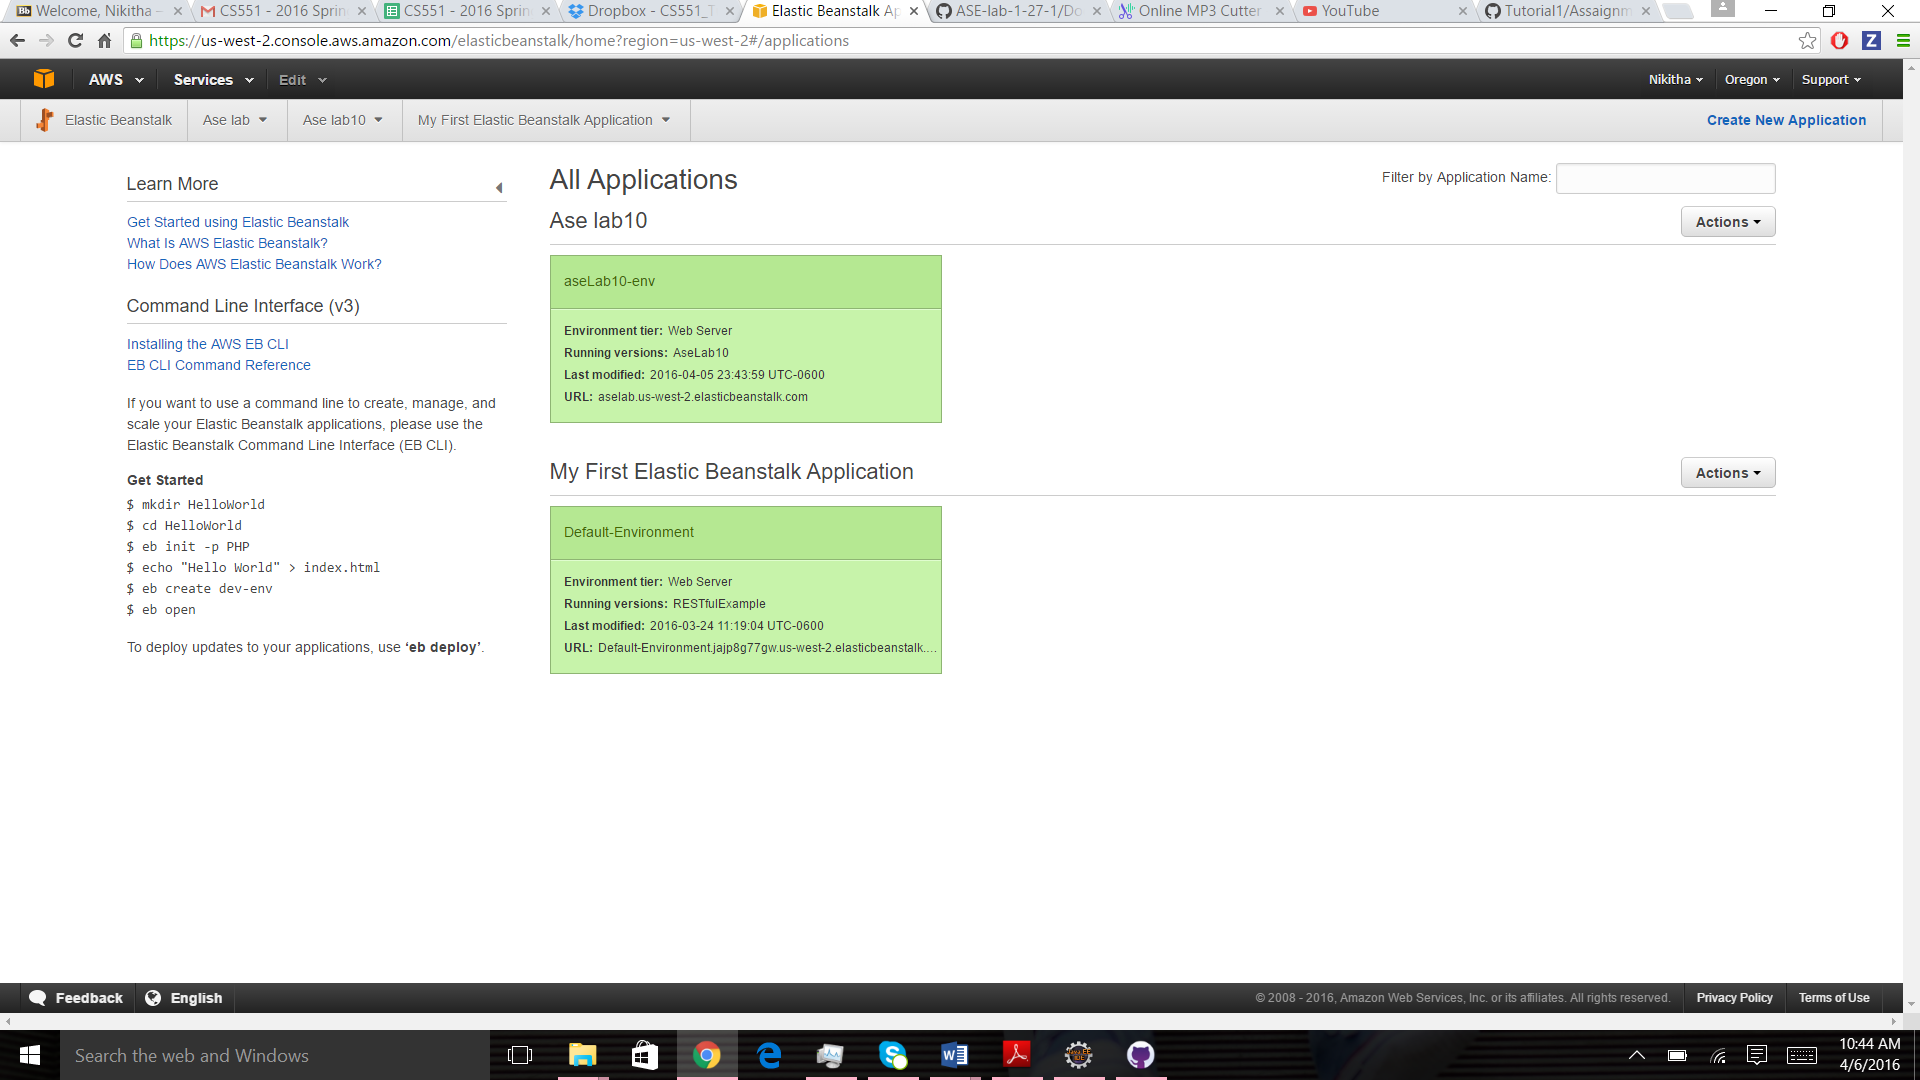 Welcome, Nikitha –
CS551 - 2016 Spring
CS551 - 2016 Spring
Dropbox - CS551_T
Elastic Beanstalk Ap
ASE-lab-1-27-1/Do
Online MP3 Cutter
YouTube
Tutorial1/Assaignm
https://us-west-2.console.aws.amazon.com/elasticbeanstalk/home?region=us-west-2#/applications
AWS Services Edit Nikitha Oregon Support
Elastic Beanstalk Ase lab Ase lab10 My First Elastic Beanstalk Application Create New Application
Learn More
Get Started using Elastic Beanstalk
What Is AWS Elastic Beanstalk?
How Does AWS Elastic Beanstalk Work?
Command Line Interface (v3)
Installing the AWS EB CLI
EB CLI Command Reference
If you want to use a command line to create, manage, and
scale your Elastic Beanstalk applications, please use the
Elastic Beanstalk Command Line Interface (EB CLI).
Get Started
$ mkdir HelloWorld
$ cd HelloWorld
$ eb init -p PHP
$ echo "Hello World" > index.html
$ eb create dev-env
$ eb open
To deploy updates to your applications, use ‘eb deploy’.
All Applications
Filter by Application Name:
Ase lab10
Actions
aseLab10-env
Environment tier: Web Server
Running versions: AseLab10
Last modified: 2016-04-05 23:43:59 UTC-0600
URL: aselab.us-west-2.elasticbeanstalk.com
My First Elastic Beanstalk Application
Actions
Default-Environment
Environment tier: Web Server
Running versions: RESTfulExample
Last modified: 2016-03-24 11:19:04 UTC-0600
URL: Default-Environment.jajp8g77gw.us-west-2.elasticbeanstalk....
Feedback English © 2008 - 2016, Amazon Web Services, Inc. or its affiliates. All rights reserved. Privacy Policy Terms of Use
Search the web and Windows
10:44 AM
4/6/2016